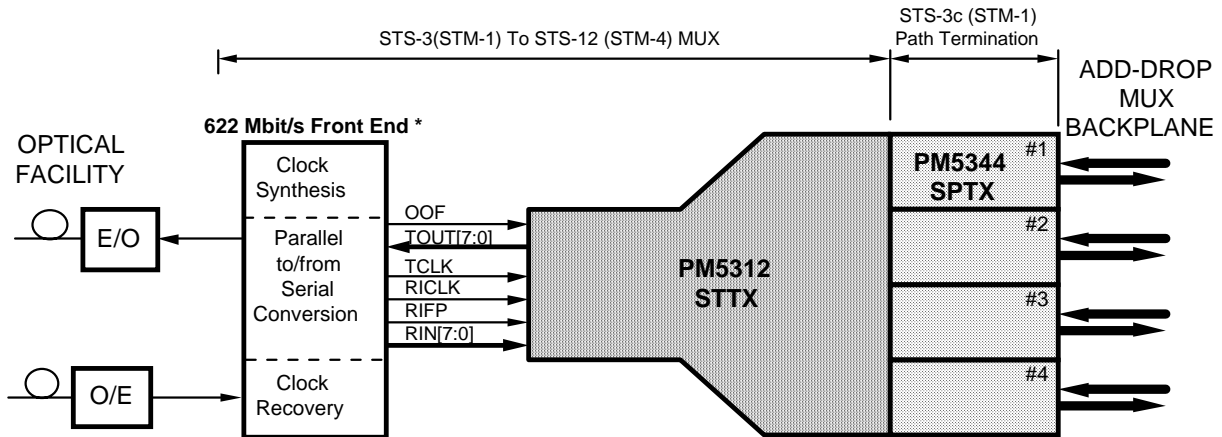 STS-3c (STM-1)
Path Termination
STS-3(STM-1) To STS-12 (STM-4) MUX
ADD-DROP
MUX
BACKPLANE
622 Mbit/s Front End *
OPTICAL
FACILITY
Clock
Synthesis
Parallel
to/from
Serial
Conversion
Clock
Recovery
E/O
O/E
OOF
TOUT[7:0]
TCLK
RICLK
RIFP
RIN[7:0]
PM5312
STTX
#1
PM5344
SPTX
#2
#3
#4